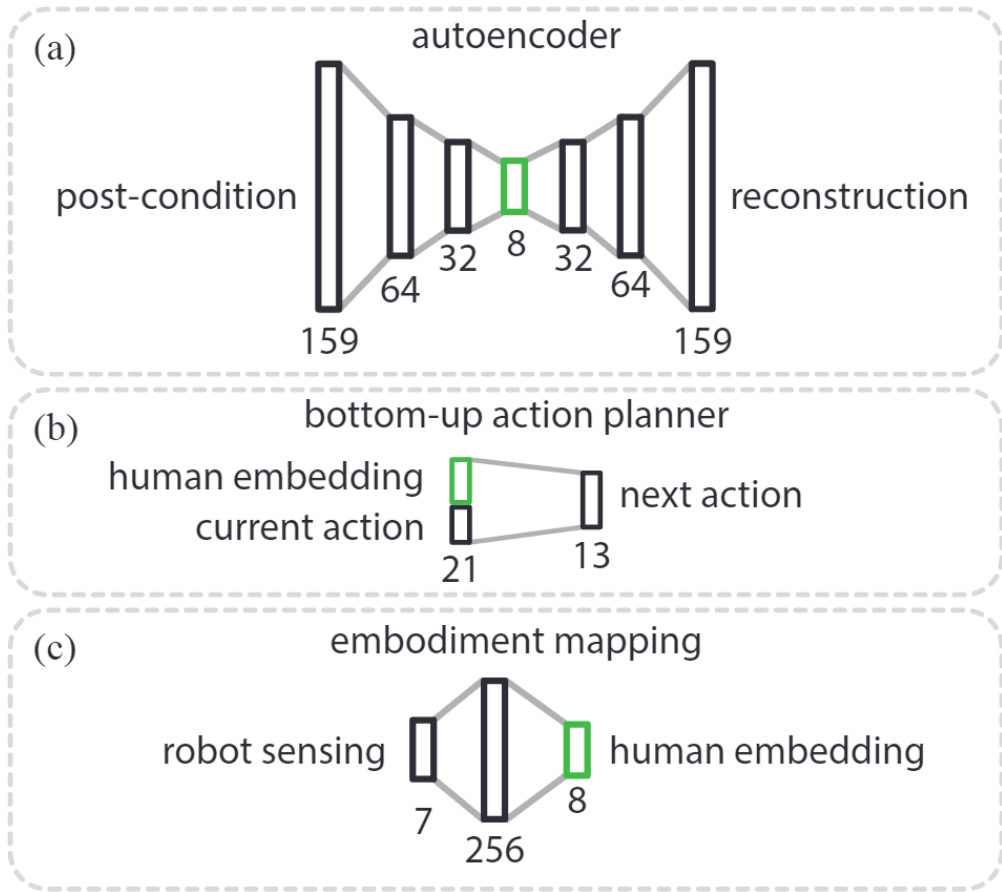 (a)
autoencoder
post-condition
reconstruction
159
64
32
8
32
64
159
(b)
bottom-up action planner
human embedding
current action
next action
21
13
(c)
embodiment mapping
robot sensing
human embedding
7
256
8